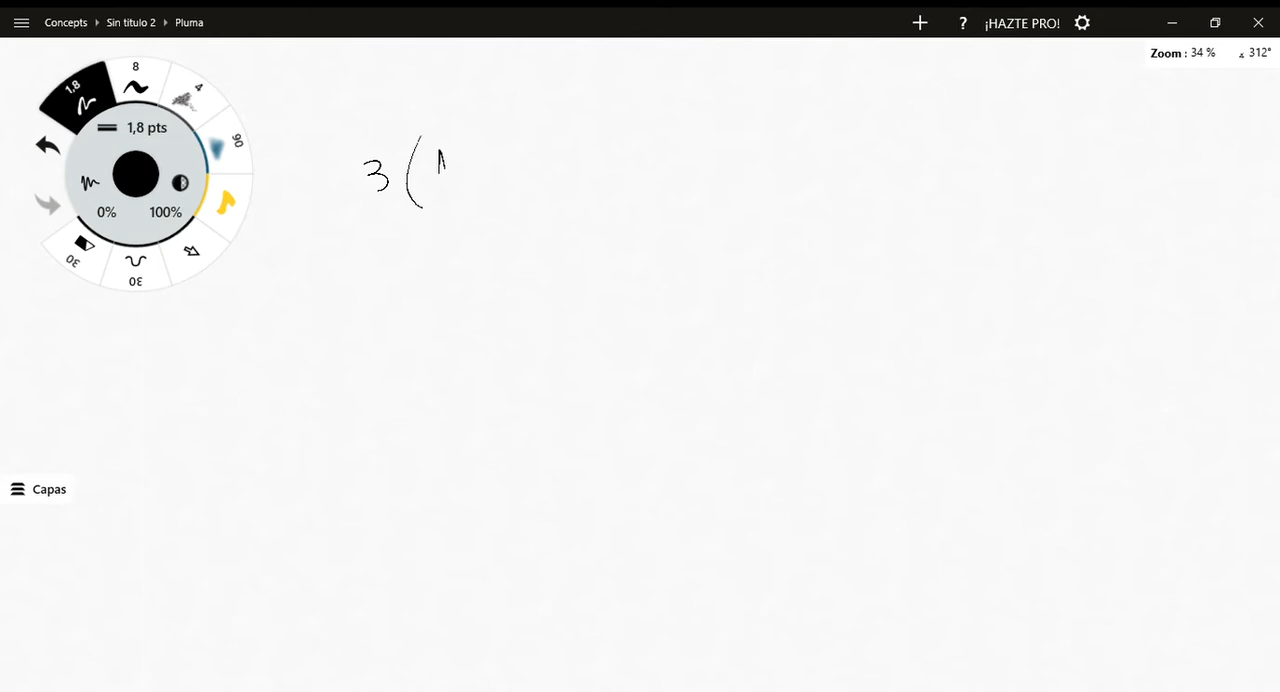 Concepts Sin titulo 2 Pluma
? ¡HAZTE PRO!
Zoom : 34 % 312°
1,8
8
4
90
30
30
1,8 pts
0% 100%
3 (
Capas